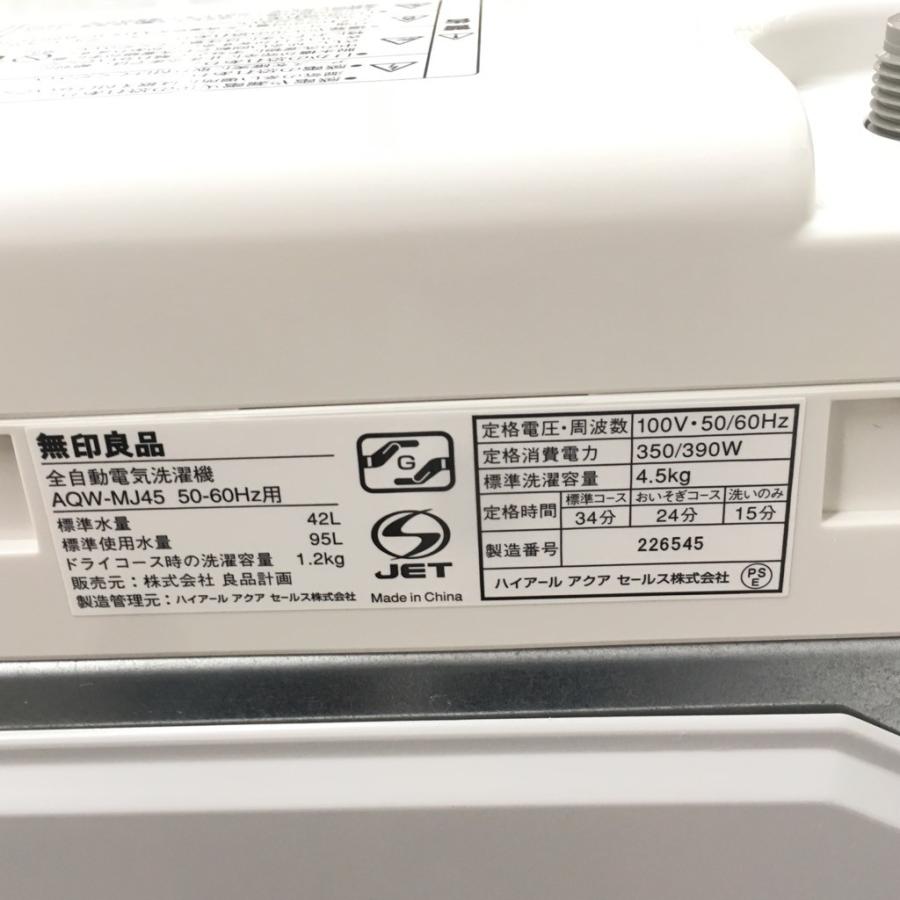 無印良品
全自動電気洗濯機
AQW-MJ45 50-60Hz用
標準水量 42L
標準使用水量 95L
ドライコース時の洗濯容量 1.2kg
販売元：株式会社 良品計画
製造管理元：ハイアール アクア セールス株式会社
G
JET
Made in China
定格電圧・周波数 100V・50/60Hz
定格消費電力 350/390W
標準洗濯容量 4.5kg
定格時間 標準コース おいそぎコース 洗いのみ
34分 24分 15分
製造番号 226545
ハイアール アクア セールス株式会社 PSE